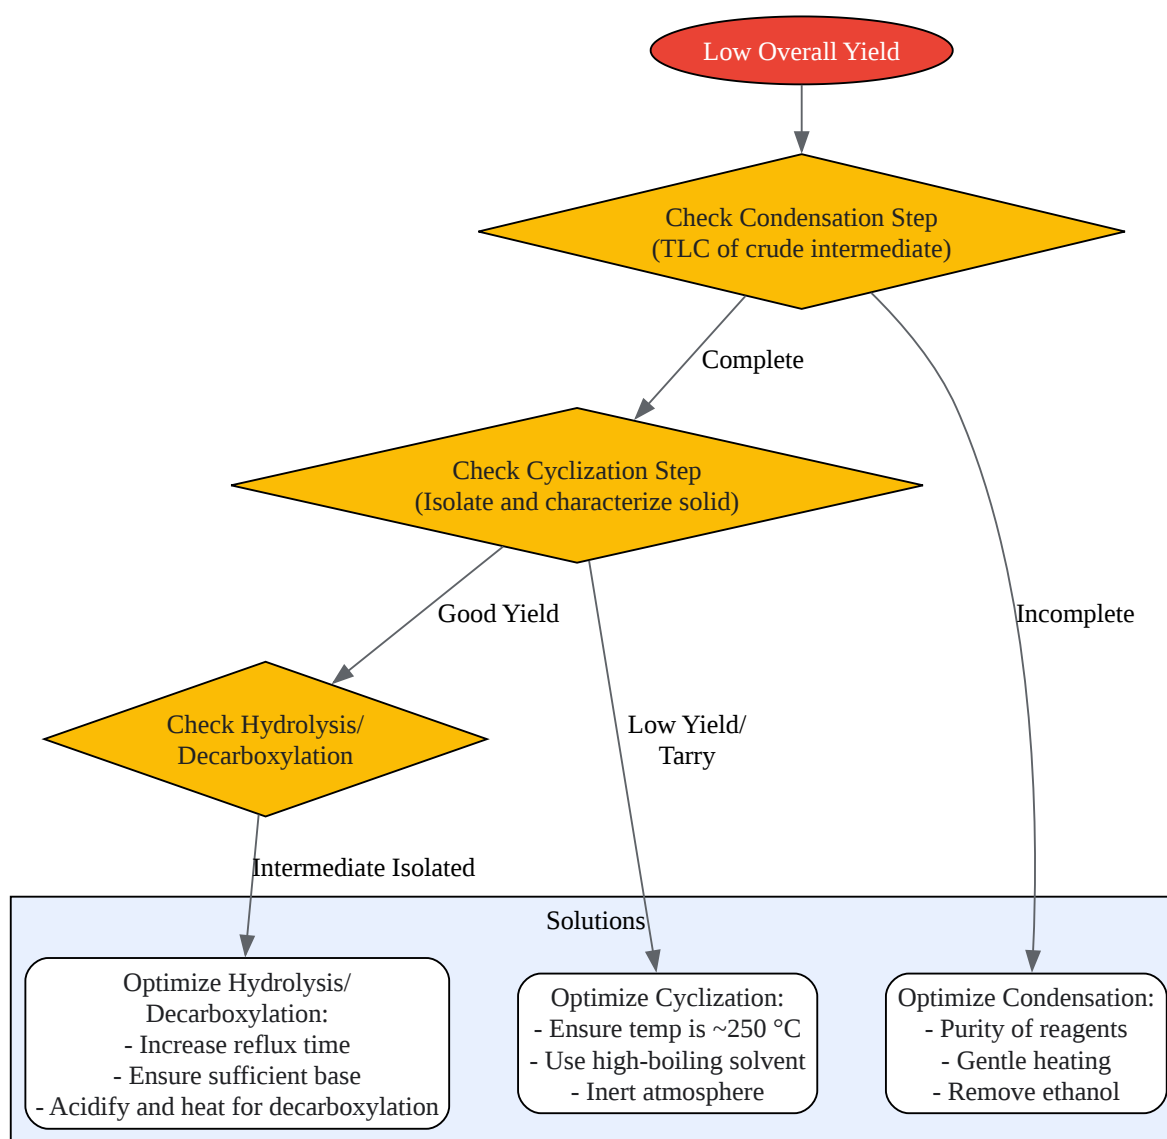 Low Overall Yield
Check Condensation Step
(TLC of crude intermediate)
Complete
Check Cyclization Step
(Isolate and characterize solid)
Good Yield
Incomplete
Check Hydrolysis/
Decarboxylation
Low Yield/
Tarry
Intermediate Isolated
Solutions
Optimize Hydrolysis/
Decarboxylation:
- Increase reflux time
- Ensure sufficient base
- Acidify and heat for decarboxylation
Optimize Cyclization:
- Ensure temp is ~250 °C
- Use high-boiling solvent
- Inert atmosphere
Optimize Condensation:
- Purity of reagents
- Gentle heating
- Remove ethanol